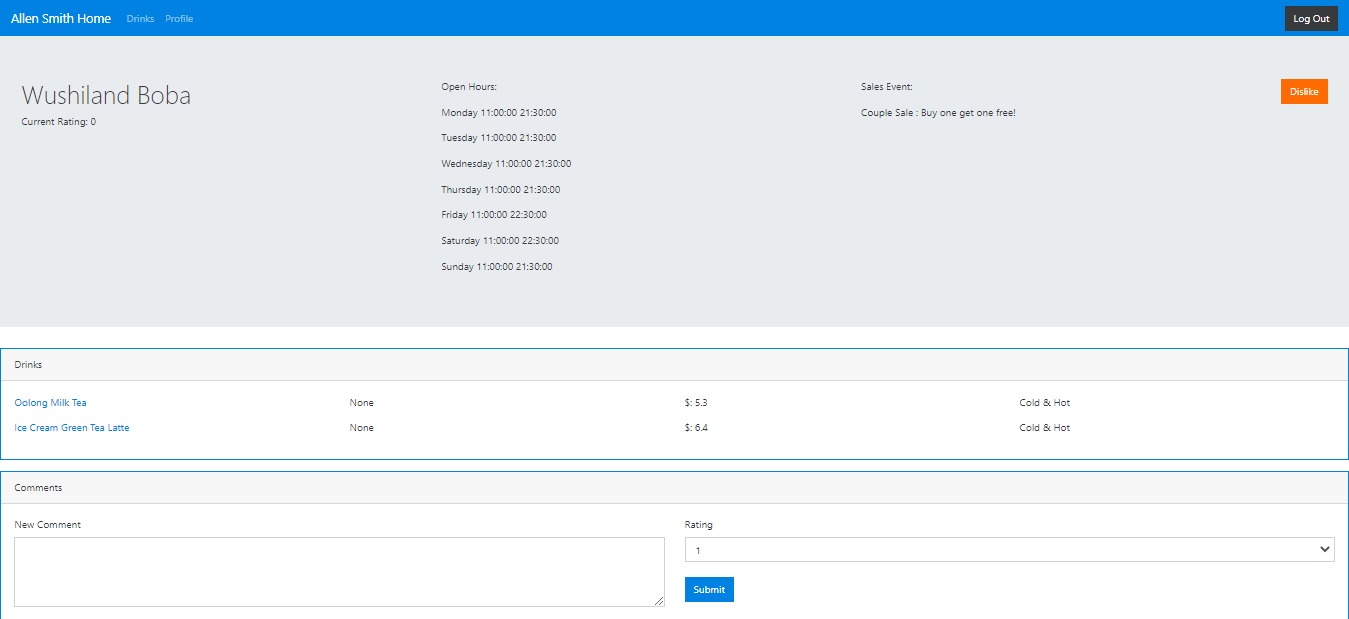 Allen Smith Home Drinks Profile Log Out
Wushiland Boba
Current Rating: 0
Open Hours:
Monday 11:00:00 21:30:00
Tuesday 11:00:00 21:30:00
Wednesday 11:00:00 21:30:00
Thursday 11:00:00 21:30:00
Friday 11:00:00 22:30:00
Saturday 11:00:00 22:30:00
Sunday 11:00:00 21:30:00
Sales Event:
Couple Sale : Buy one get one free!
Dislike
Drinks
Oolong Milk Tea None $: 5.3 Cold & Hot
Ice Cream Green Tea Latte None $: 6.4 Cold & Hot
Comments
New Comment
Rating
1
Submit